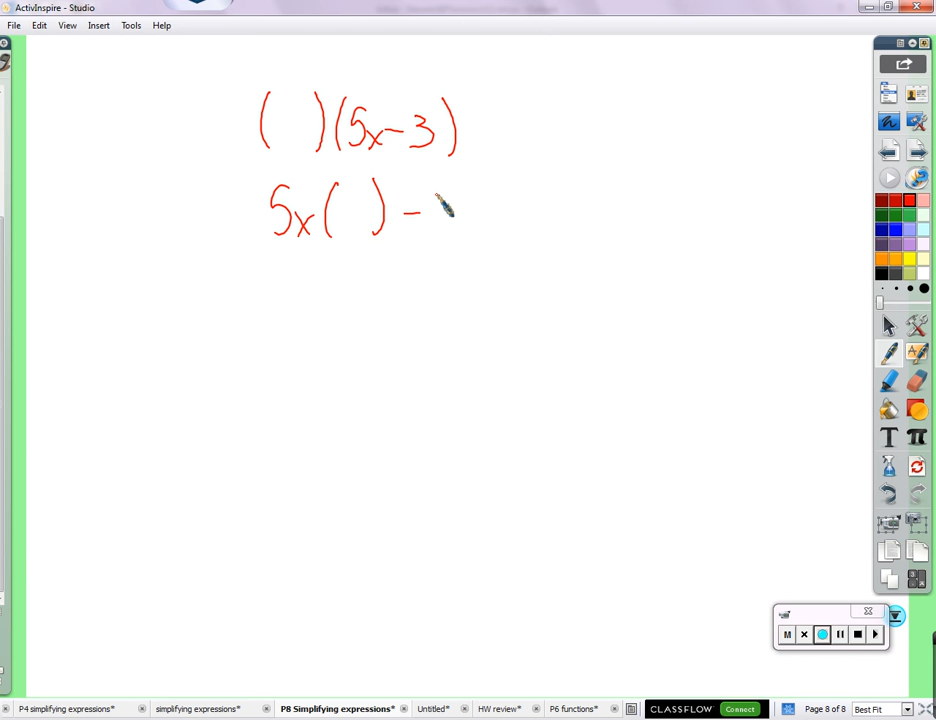 ActivInspire - Studio
File Edit View Insert Tools Help
( )(5x-3)
5x( ) -
M
P4 simplifying expressions* simplifying expressions* P8 Simplifying expressions* Untitled* HW review* P6 functions* CLASSFLOW Connect Page 8 of 8 Best Fit